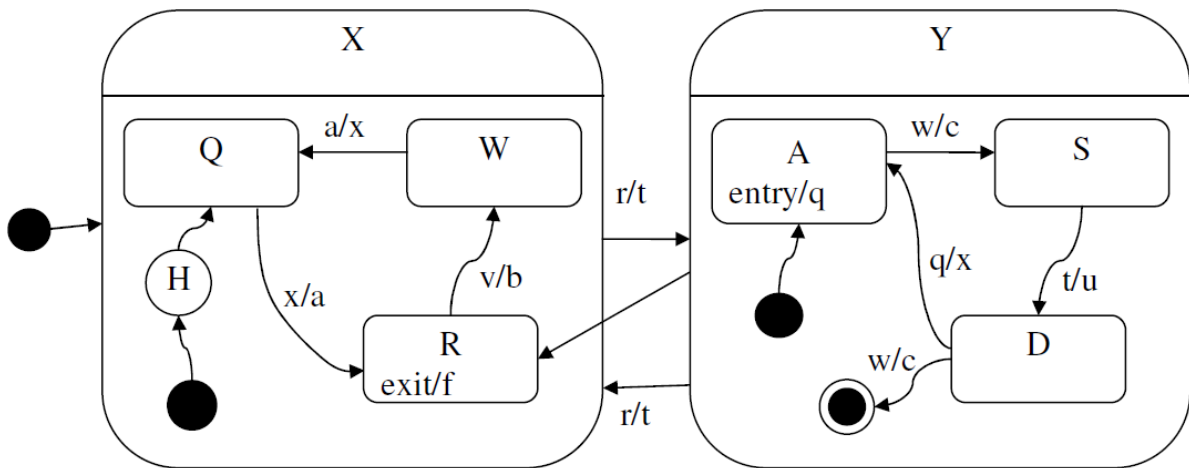 X
Y
Q
a/x
W
A
entry/q
w/c
S
r/t
H
x/a
v/b
q/x
t/u
R
exit/f
D
w/c
r/t